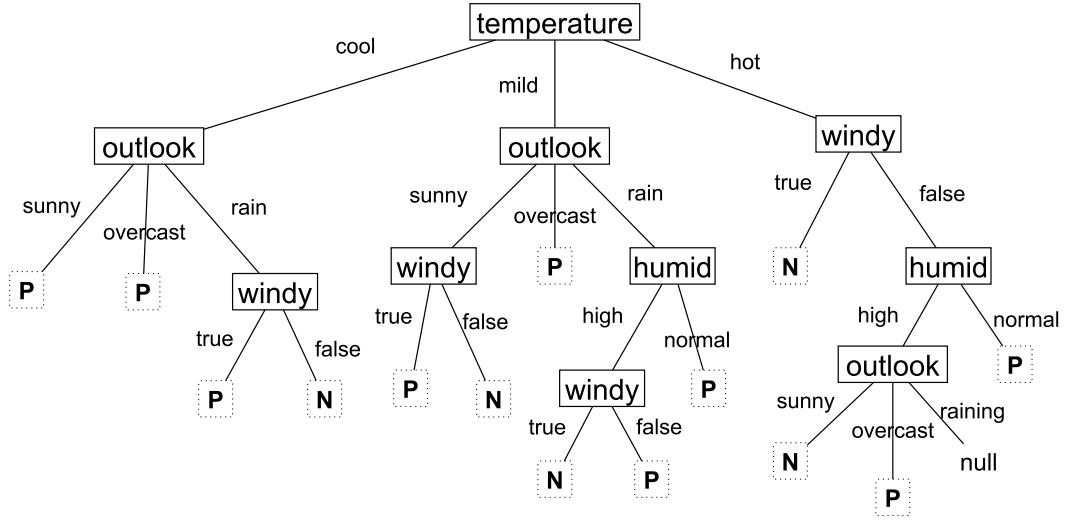 temperature
cool
mild
hot
outlook
outlook
windy
sunny
overcast
rain
sunny
overcast
rain
true
false
P
P
windy
windy
P
humid
N
humid
true
false
true
false
high
normal
high
normal
P
N
P
N
windy
P
outlook
P
true
false
sunny
overcast
raining
N
P
N
P
null